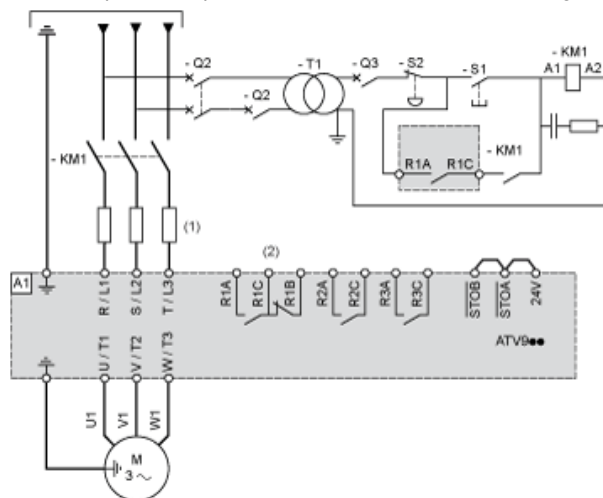 - Q2
- T1
- Q3
- S2
- S1
- KM1
A1
A2
- Q2
- KM1
R1A
R1C
- KM1
(1)
(2)
A1
R / L1
S / L2
T / L3
R1A
R1C
R1B
R2A
R2C
R3A
R3C
STOB
STOA
24V
ATV9●●
U / T1
V / T2
W / T3
U1
V1
W1
M
3 ~